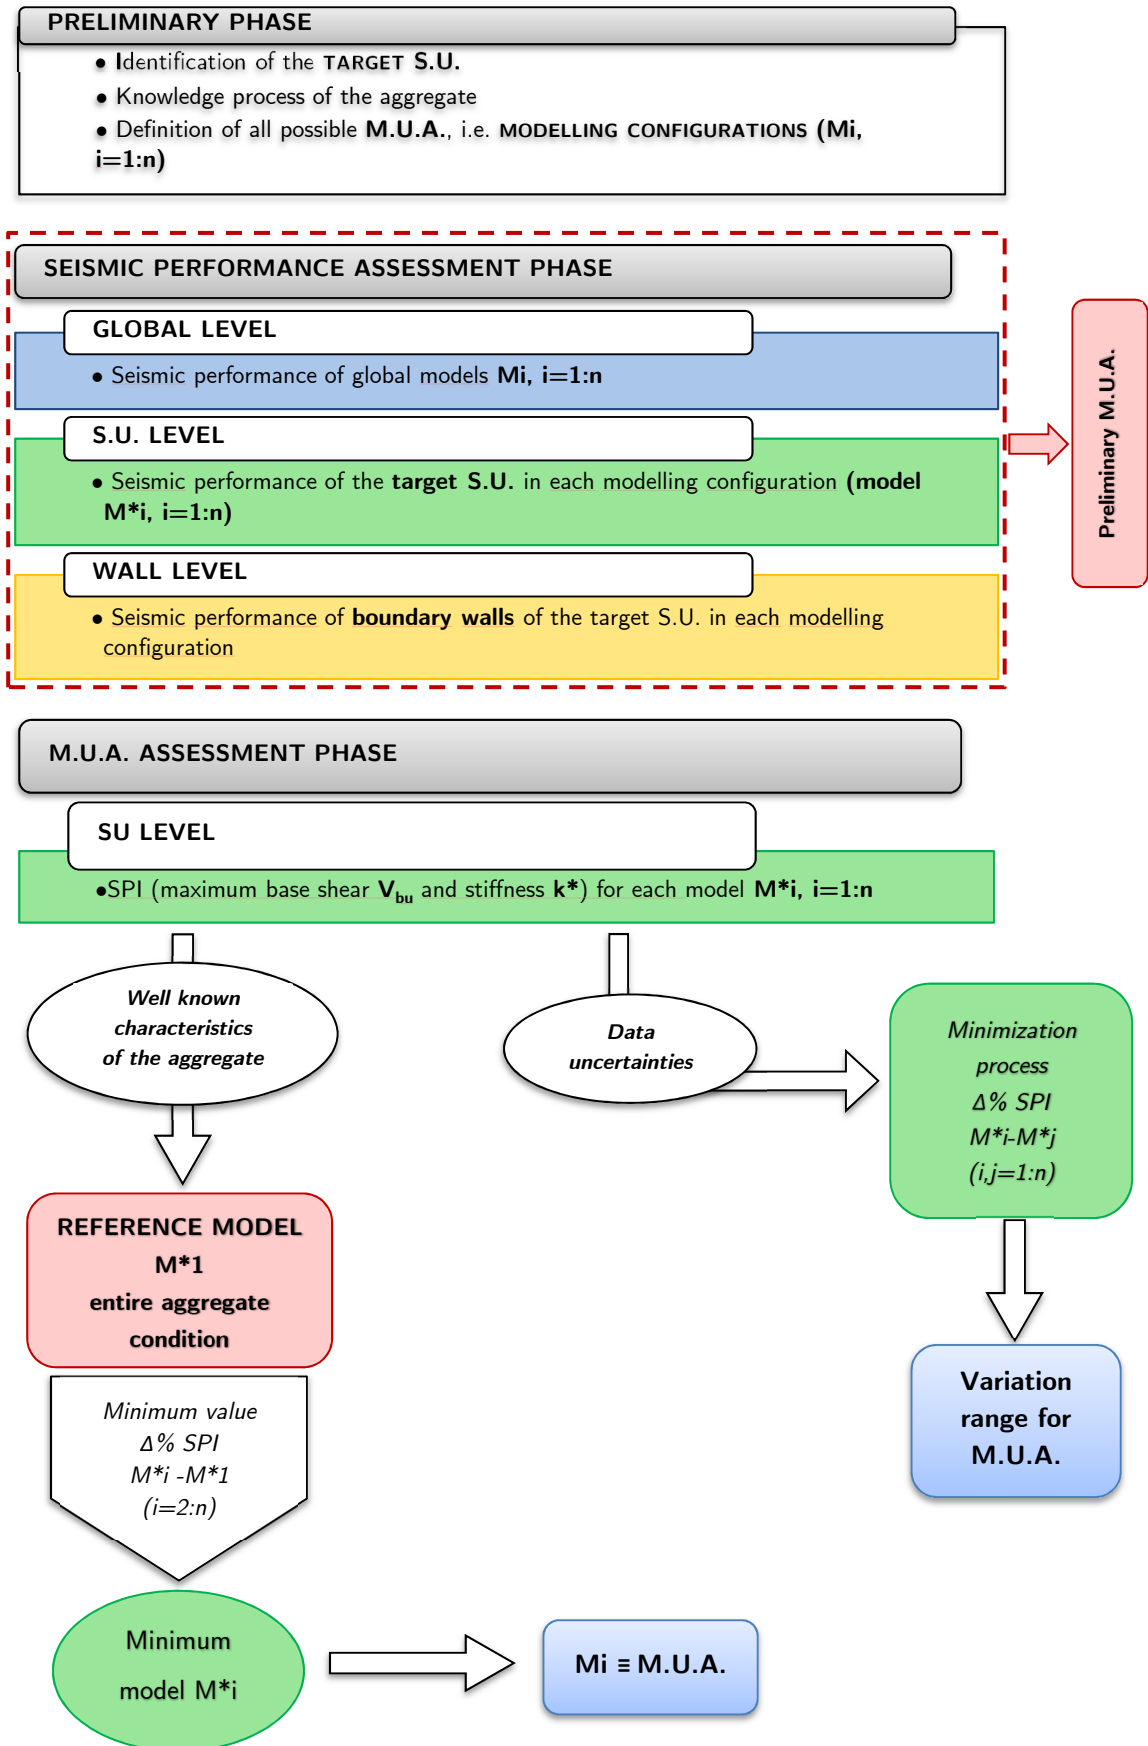 PRELIMINARY PHASE
• Identification of the TARGET S.U.
• Knowledge process of the aggregate
• Definition of all possible M.U.A., i.e. MODELLING CONFIGURATIONS (Mi,
i=1:n)
SEISMIC PERFORMANCE ASSESSMENT PHASE
GLOBAL LEVEL
• Seismic performance of global models Mi, i=1:n
S.U. LEVEL
• Seismic performance of the target S.U. in each modelling configuration (model
M*i, i=1:n)
WALL LEVEL
• Seismic performance of boundary walls of the target S.U. in each modelling
configuration
Preliminary M.U.A.
M.U.A. ASSESSMENT PHASE
SU LEVEL
•SPI (maximum base shear Vbu and stiffness k*) for each model M*i, i=1:n
Well known
characteristics
of the aggregate
Data
uncertainties
Minimization
process
Δ% SPI
M*i-M*j
(i,j=1:n)
REFERENCE MODEL
M*1
entire aggregate
condition
Variation
range for
M.U.A.
Minimum value
Δ% SPI
M*i -M*1
(i=2:n)
Minimum
model M*i
Mi ≡ M.U.A.